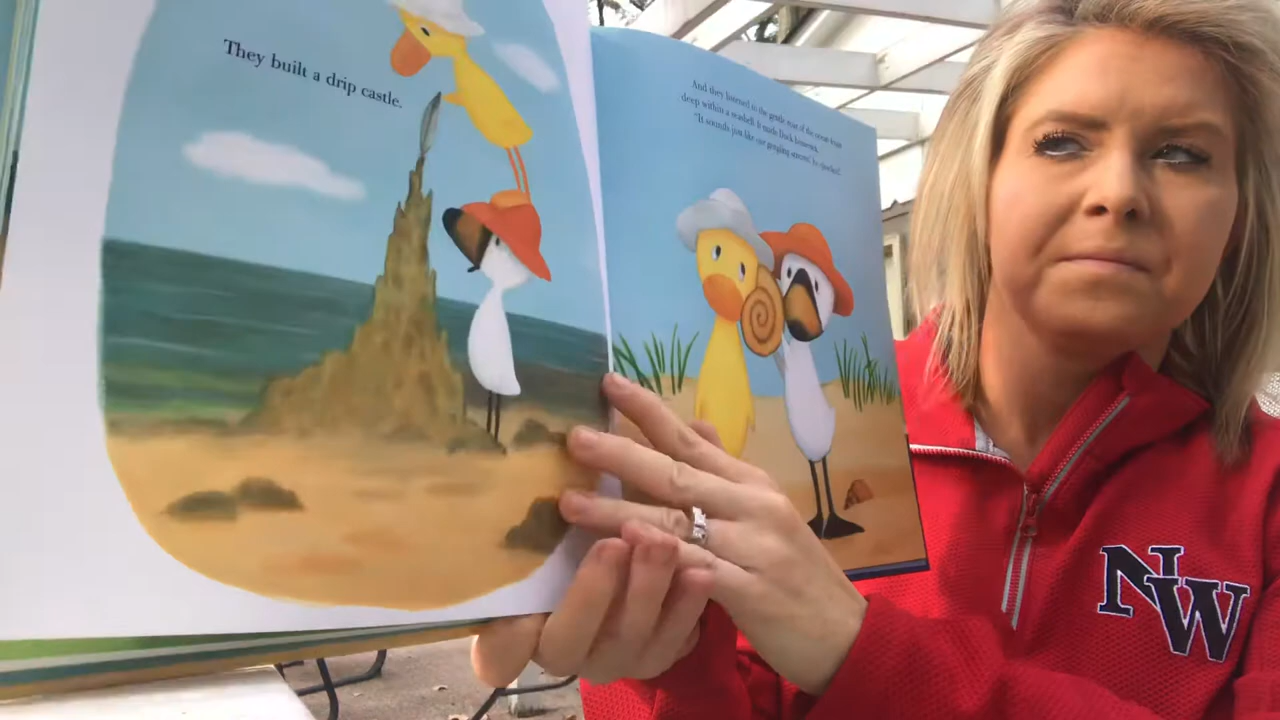 They built a drip castle.
And they listened to the gentle roar of the ocean from
deep within a seashell. It made Duck homesick.
"It sounds just like our gurgling stream," he
NW